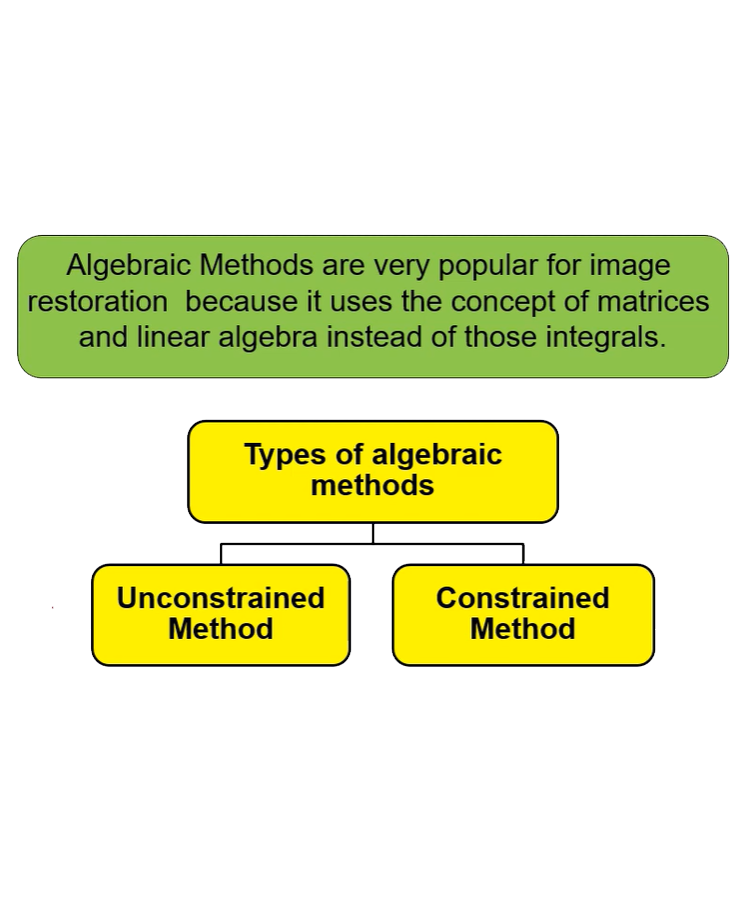 Algebraic Methods are very popular for image
restoration  because it uses the concept of matrices
and linear algebra instead of those integrals.
Types of algebraic
methods
Unconstrained
Method
Constrained
Method